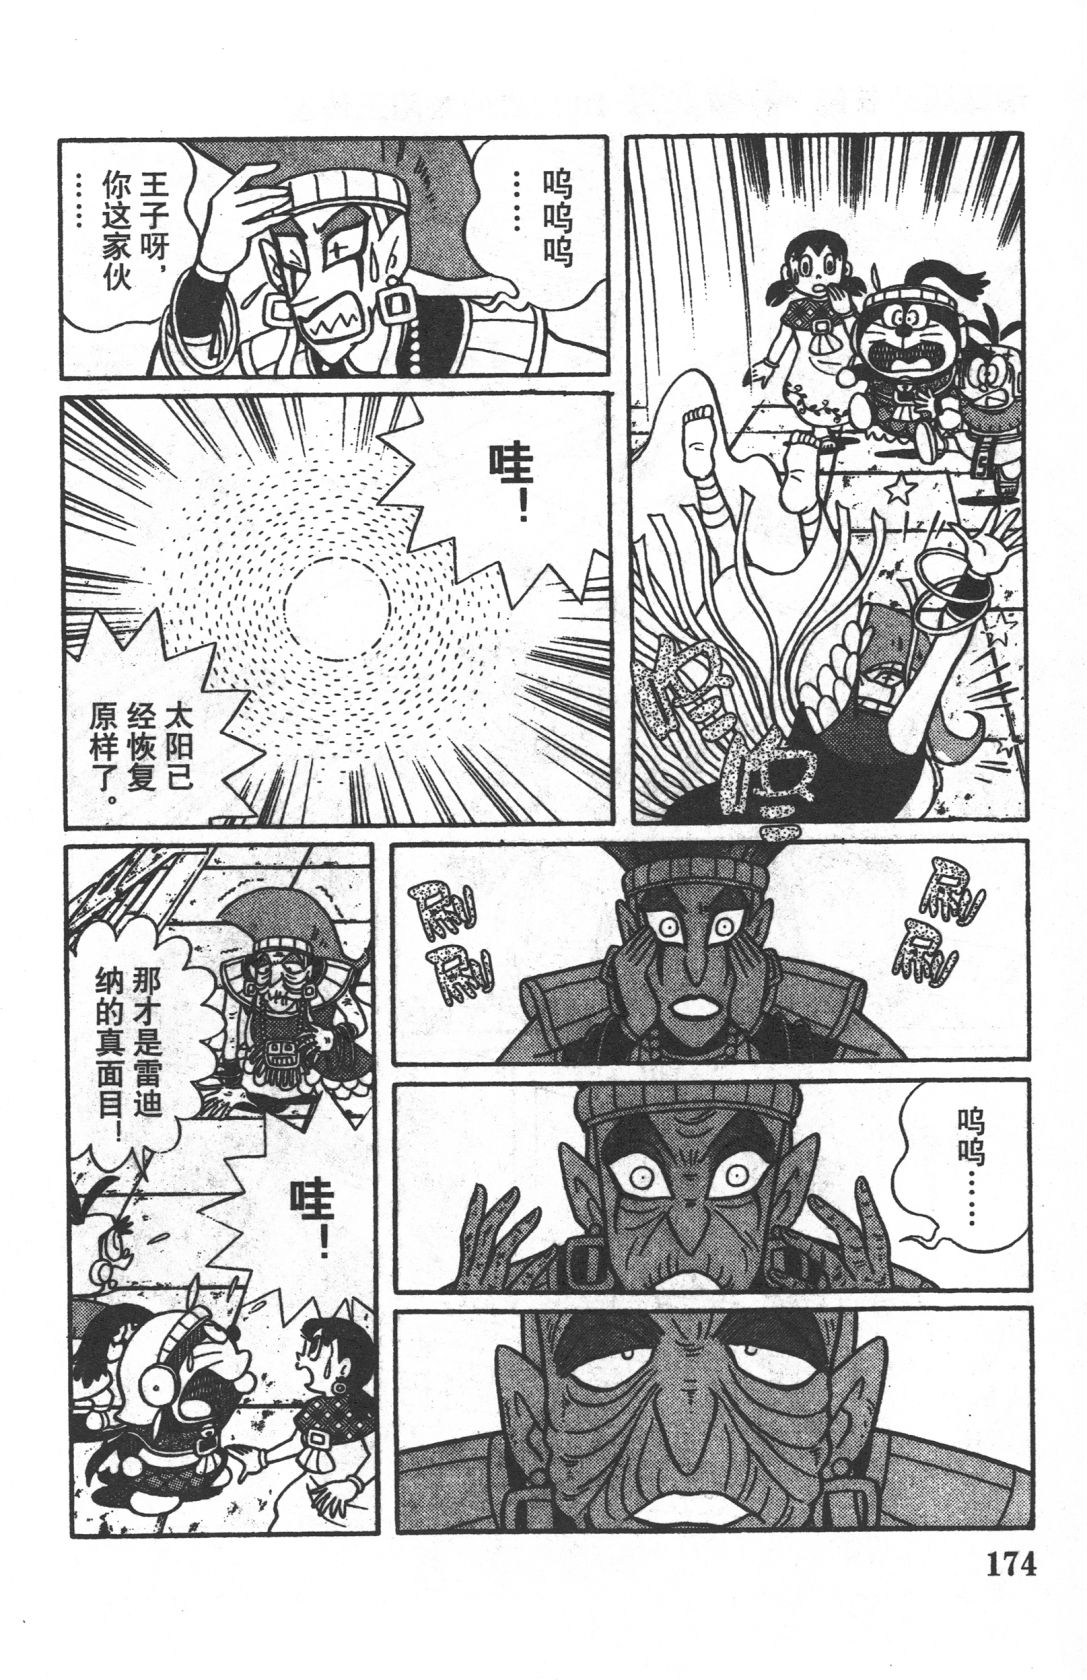 呜呜呜
……
王子呀，
你这家伙
……
哇！
太阳已
经恢复
原样了。
刷
刷
刷
刷
呜
呜……
那才是雷迪
纳的真面目！
哇！
174